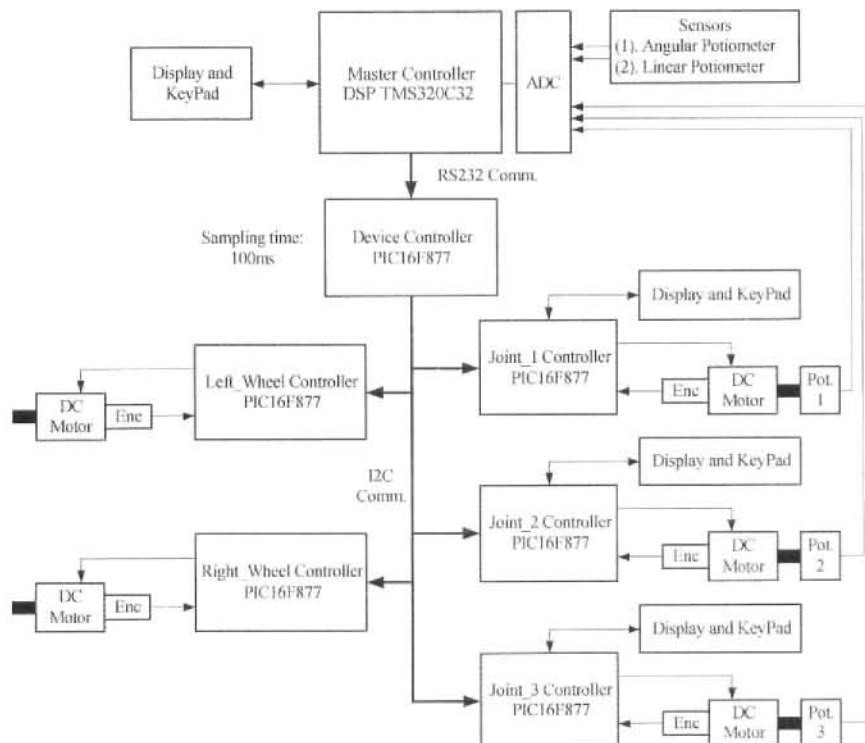 Sensors
(1). Angular Potiometer
(2). Linear Potiometer
Display and
KeyPad
Master Controller
DSP TMS320C32
ADC
RS232 Comm.
Sampling time:
100ms
Device Controller
PIC16F877
Display and KeyPad
Joint_1 Controller
PIC16F877
Enc
DC
Motor
Pot.
1
Left_Wheel Controller
PIC16F877
DC
Motor
Enc
I2C
Comm.
Display and KeyPad
Joint_2 Controller
PIC16F877
Enc
DC
Motor
Pot.
2
Right_Wheel Controller
PIC16F877
DC
Motor
Enc
Display and KeyPad
Joint_3 Controller
PIC16F877
Enc
DC
Motor
Pot.
3